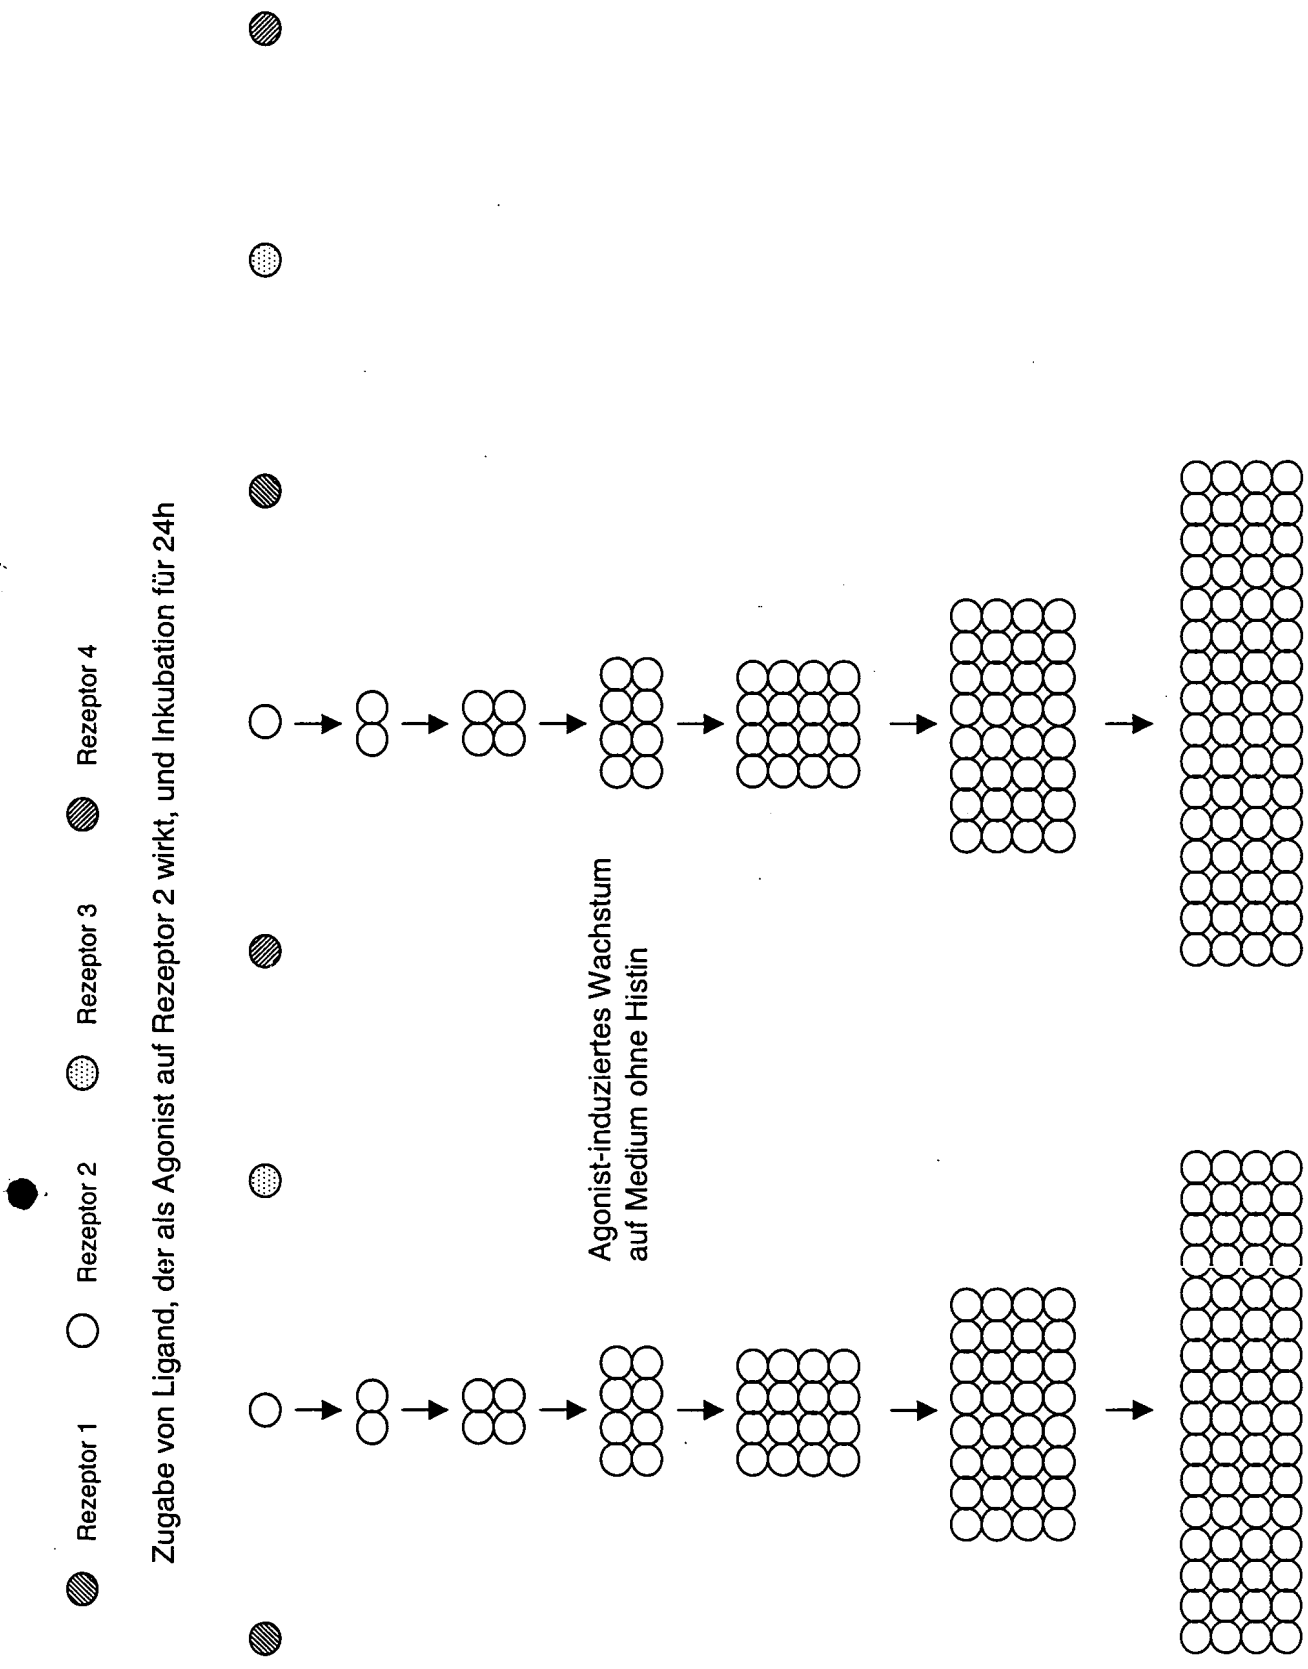 Rezeptor 1
Rezeptor 2
Rezeptor 3
Rezeptor 4
Zugabe von Ligand, der als Agonist auf Rezeptor 2 wirkt, und Inkubation für 24h
Agonist-induziertes Wachstum
auf Medium ohne Histin